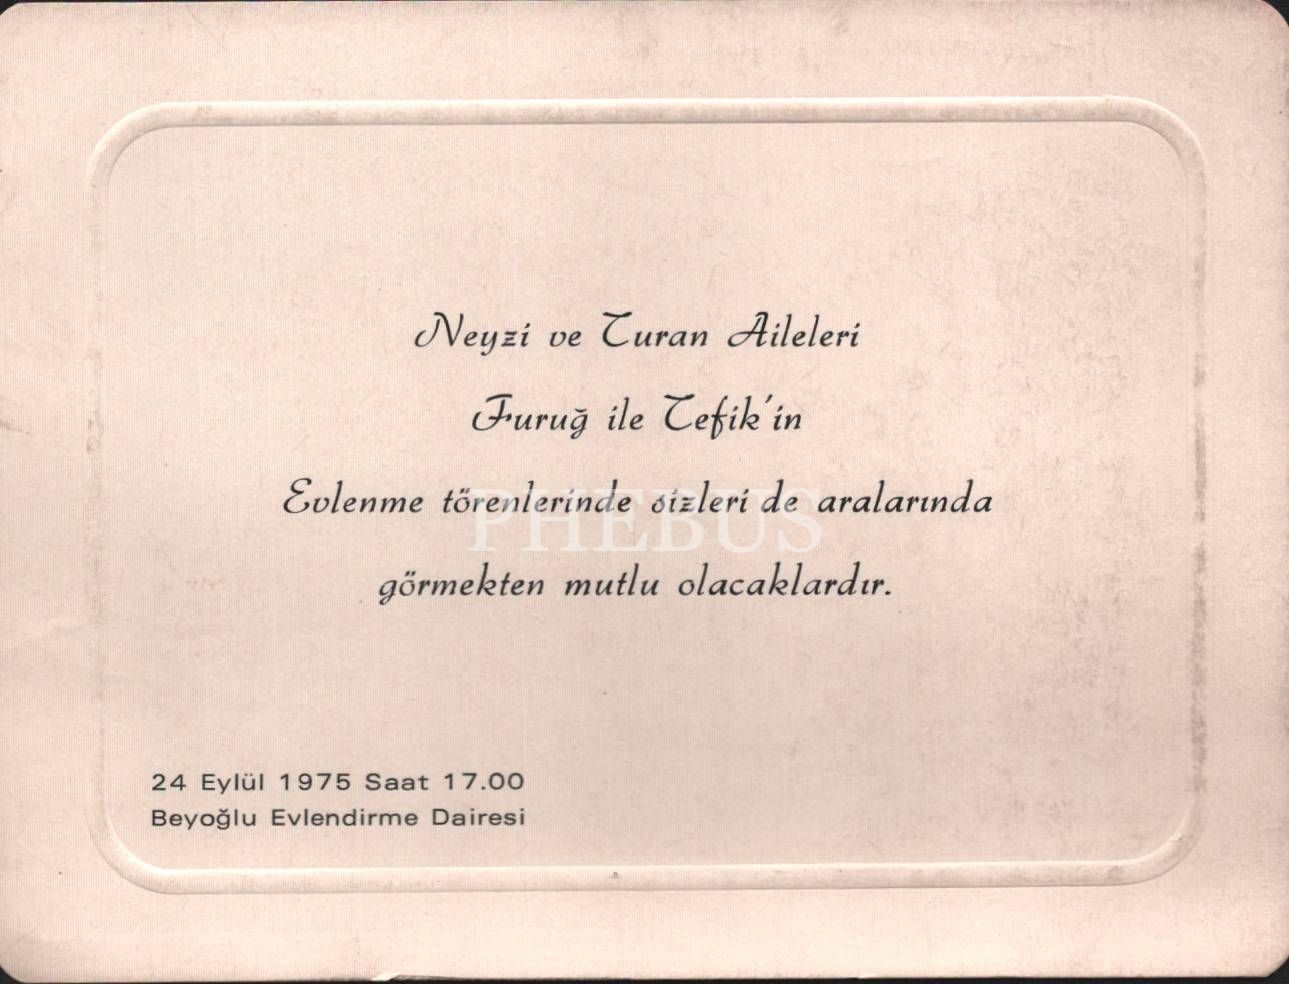 Neyzi ve Turan Aileleri
Furuğ ile Tefik'in
Evlenme törenlerinde sizleri de aralarında
PHEBUS
görmekten mutlu olacaklardır.
24 Eylül 1975 Saat 17.00
Beyoğlu Evlendirme Dairesi